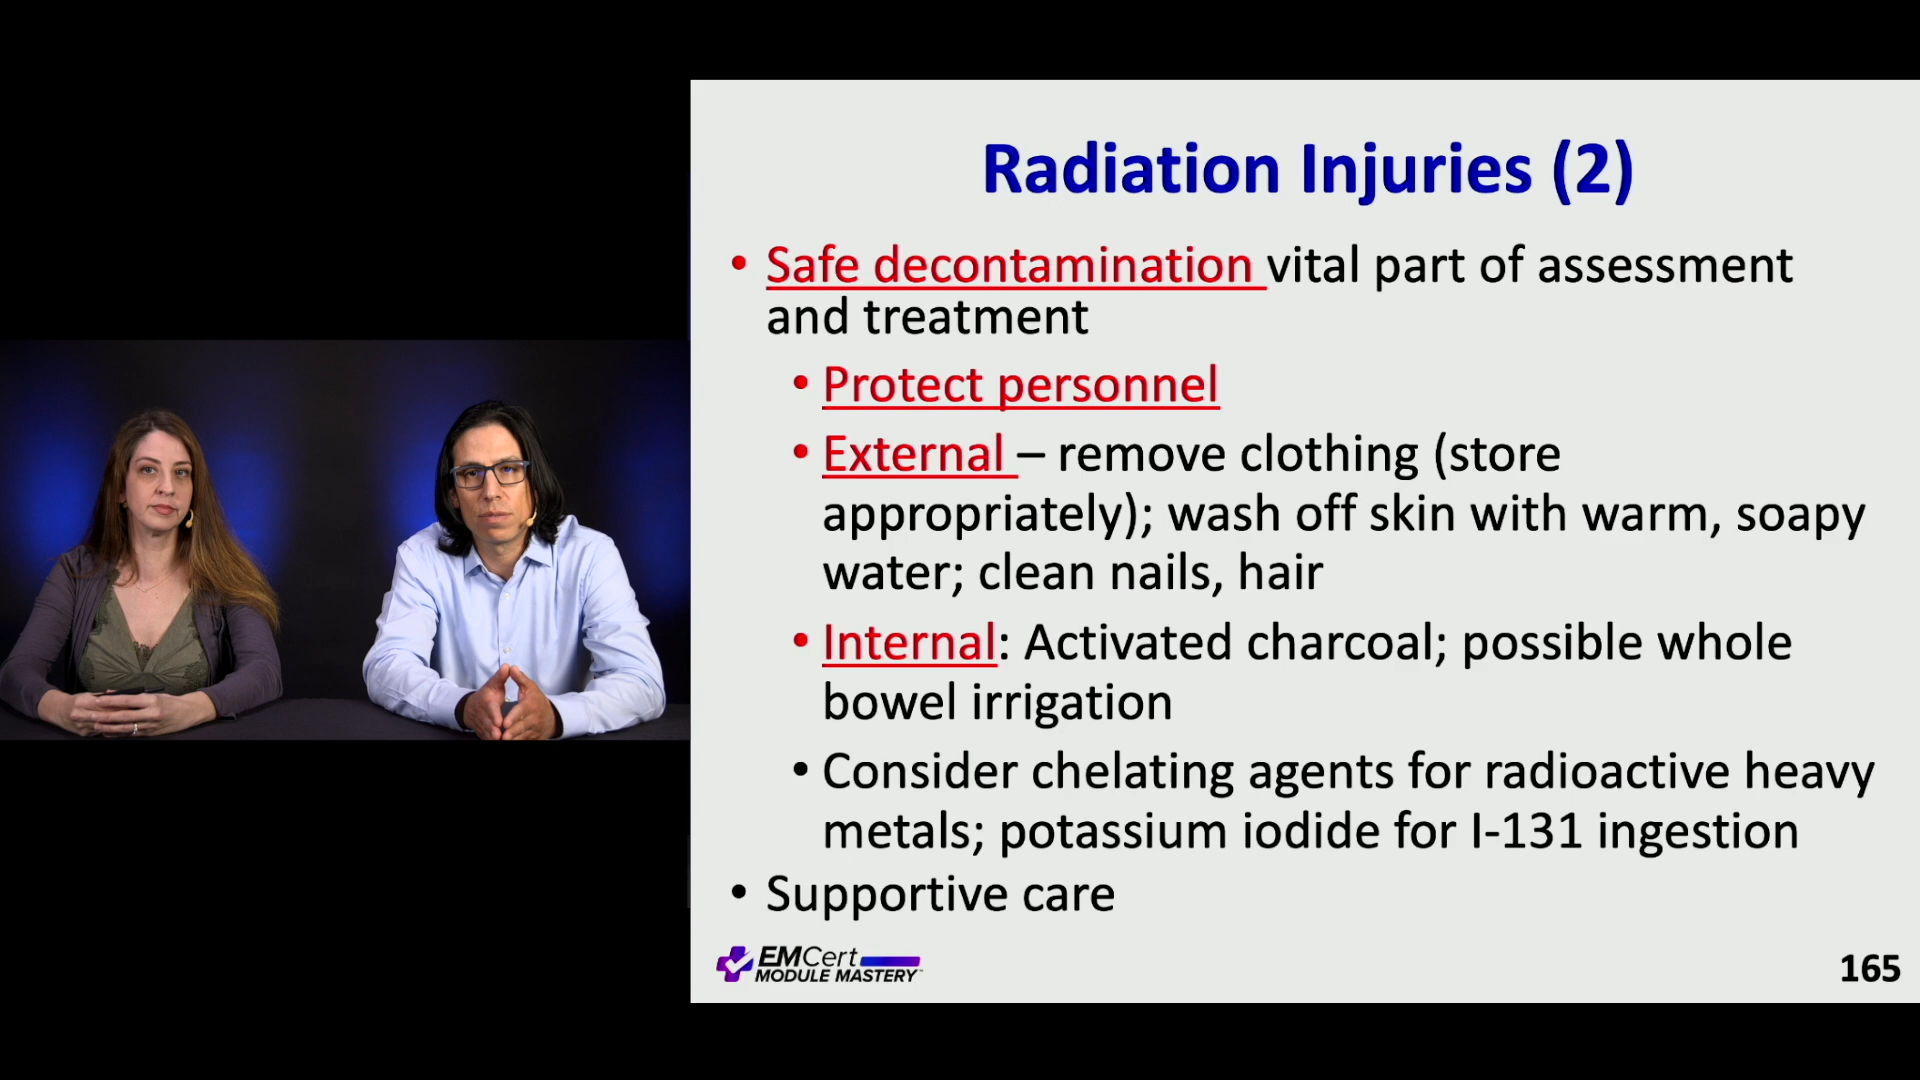 Radiation Injuries (2)
• Safe decontamination vital part of assessment
and treatment
• Protect personnel
• External – remove clothing (store
appropriately); wash off skin with warm, soapy
water; clean nails, hair
• Internal: Activated charcoal; possible whole
bowel irrigation
• Consider chelating agents for radioactive heavy
metals; potassium iodide for I-131 ingestion
• Supportive care
EMCert
MODULE MASTERY
165